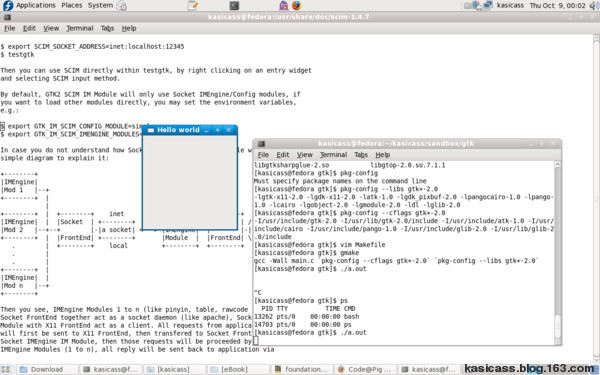 Applications Places System
kasicass Thu Oct 9, 00:02
kasicass@fedora:/usr/share/doc/scim-1.4.7
File Edit View Terminal Tabs Help
$ export SCIM_SOCKET_ADDRESS=inet:localhost:12345
$ testgtk
Then you can use SCIM directly within testgtk, by right clicking on an entry widget
and selecting SCIM input method.
By default, GTK2 SCIM IM Module will only use Socket IMEngine/Config modules, if
you want to load other modules directly, you may set the environment variables,
e.g.:
$ export GTK_IM_SCIM_CONFIG_MODULE=sim
$ export GTK_IM_SCIM_IMENGINE_MODULES=
In case you do not understand how Sock
simple diagram to explain it:
+--------+
|IMEngine|
|Mod 1 |--+
+--------+ |
| +--------+ inet
|IMEngine| | |Socket | +--------+
|Mod 2 |--+--| |-|a socket|--+ |IMEngine| | |
+--------+ | |FrontEnd| +--------+ |Module | |FrontEnd|
. | +--------+ local
|IMEngine| |
|Mod n |--+
+--------+
Then you see, IMEngine Modules 1 to n (like pinyin, table, rawcode
Socket FrontEnd together act as a socket daemon (like apache), Sock
Module with X11 FrontEnd act as a client. All requests from applica
will first be sent to X11 FrontEnd, then transfered to Socket Front
Socket IMEngine IM Module, then those requests will be proceeded by
IMEngine Modules (1 to n), all reply will be sent back to application via
Hello world
kasicass@fedora:~/kasicass/sandbox/gtk
File Edit View Terminal Tabs Help
libgtksharpglue-2.so libgtop-2.0.so.7.1.1
[kasicass@fedora gtk]$ pkg-config
Must specify package names on the command line
[kasicass@fedora gtk]$ pkg-config --libs gtk+-2.0
-lgtk-x11-2.0 -lgdk-x11-2.0 -latk-1.0 -lgdk_pixbuf-2.0 -lpangocairo-1.0 -lpango-
1.0 -lcairo -lgobject-2.0 -lgmodule-2.0 -ldl -lglib-2.0
[kasicass@fedora gtk]$ pkg-config --cflags gtk+-2.0
-I/usr/include/gtk-2.0 -I/usr/lib/gtk-2.0/include -I/usr/include/atk-1.0 -I/usr/
include/cairo -I/usr/include/pango-1.0 -I/usr/include/glib-2.0 -I/usr/lib/glib-2
.0/include
[kasicass@fedora gtk]$ vim Makefile
[kasicass@fedora gtk]$ gmake
gcc -Wall main.c `pkg-config --cflags gtk+-2.0` `pkg-config --libs gtk+-2.0`
[kasicass@fedora gtk]$ ./a.out
^C
[kasicass@fedora gtk]$ ps
PID TTY TIME CMD
13262 pts/0 00:00:00 bash
14703 pts/0 00:00:00 ps
[kasicass@fedora gtk]$ ./a.out
Download
kasicass@f
[kasicass@
[eBook]
foundation
Code@Pig
kasicass@f
kasicass.blog.163.com